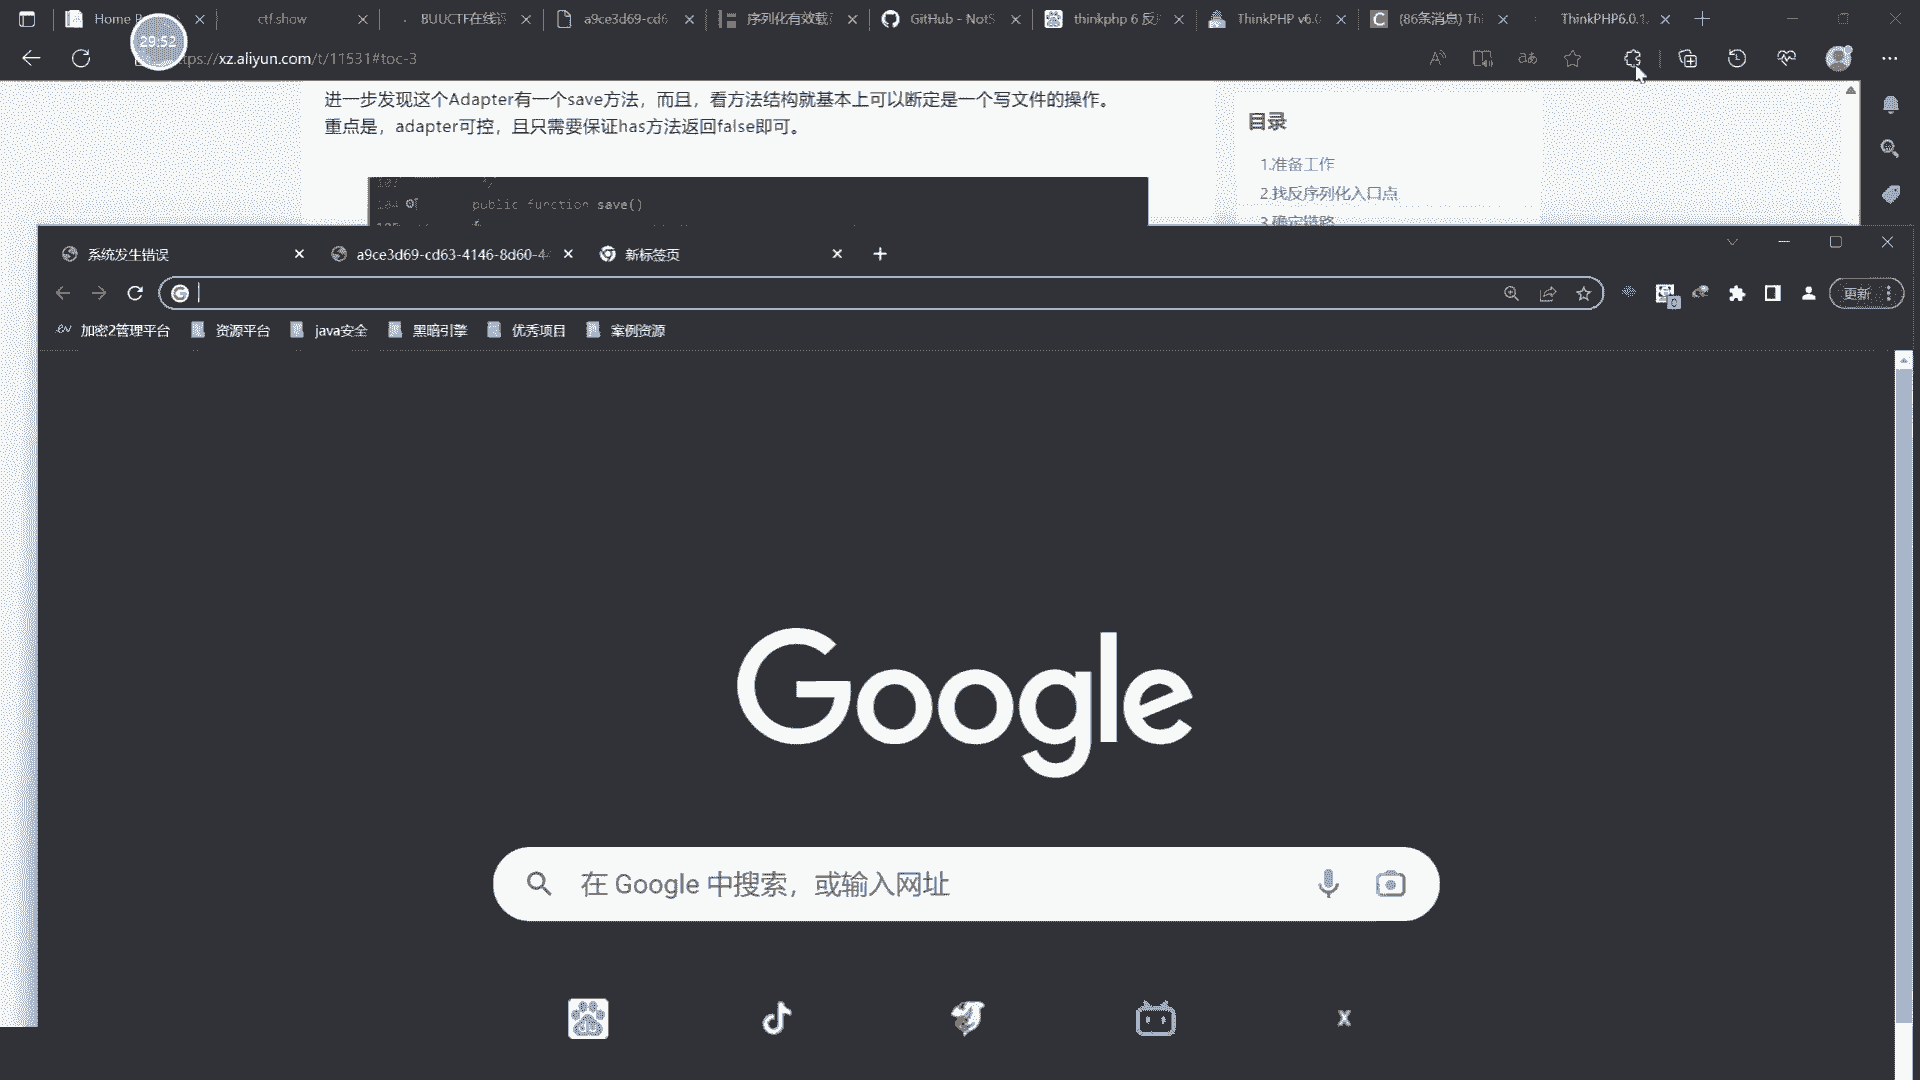 Home
ctf.show
BUUCTF在线
a9ce3d69-cd6
序列化有效载
GitHub - NotS
thinkphp 6 反
ThinkPHP v6.0
(86条消息) Th
ThinkPHP6.0.1
29:52
xz.aliyun.com/t/11531#toc-3
进一步发现这个Adapter有一个save方法，而且，看方法结构就基本上可以断定是一个写文件的操作。
重点是，adapter可控，且只需要保证has方法返回false即可。
目录
1.准备工作
2.找反序列化入口点
3.确定链路
public function save()
系统发生错误
a9ce3d69-cd63-4146-8d60-4
新标签页
更新
加密2管理平台
资源平台
java安全
黑暗引擎
优秀项目
案例资源
Google
在 Google 中搜索，或输入网址
X